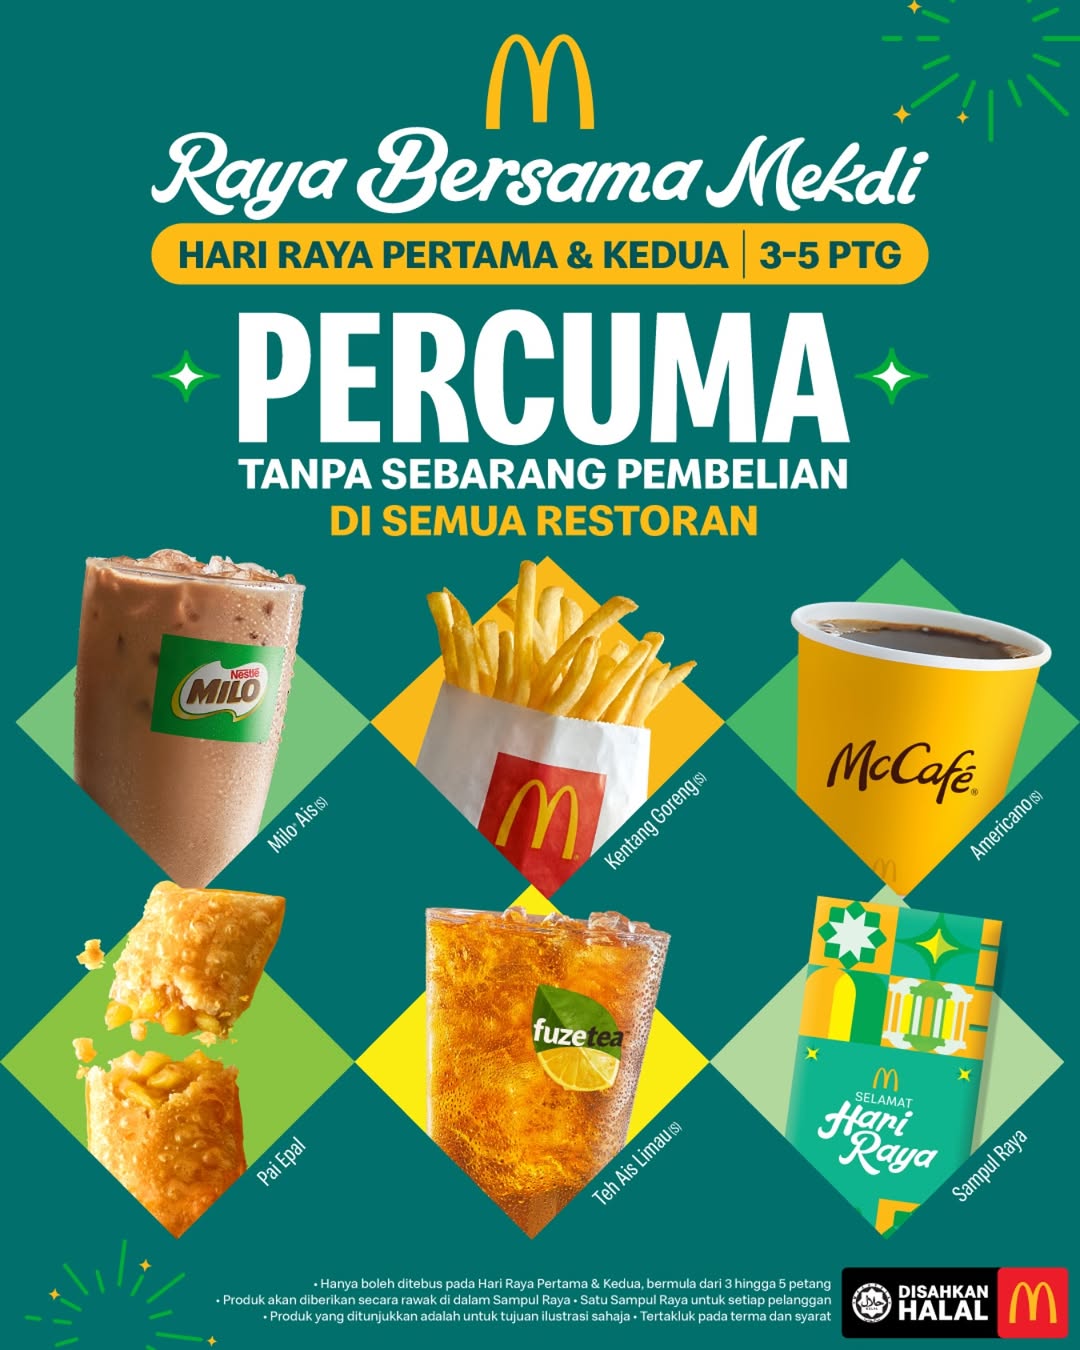 Raya Bersama Mekdi
HARI RAYA PERTAMA & KEDUA | 3-5 PTG
PERCUMA
TANPA SEBARANG PEMBELIAN
DI SEMUA RESTORAN
Nestlé
MILO
Milo® Ais (S)
Kentang Goreng (S)
McCafé®
Americano (S)
Pai Epal
fuzetea
Teh Ais Limau (S)
SELAMAT
Hari
Raya
Sampul Raya
• Hanya boleh ditebus pada Hari Raya Pertama & Kedua, bermula dari 3 hingga 5 petang
• Produk akan diberikan secara rawak di dalam Sampul Raya • Satu Sampul Raya untuk setiap pelanggan
• Produk yang ditunjukkan adalah untuk tujuan ilustrasi sahaja • Tertakluk pada terma dan syarat
DISAHKAN
HALAL